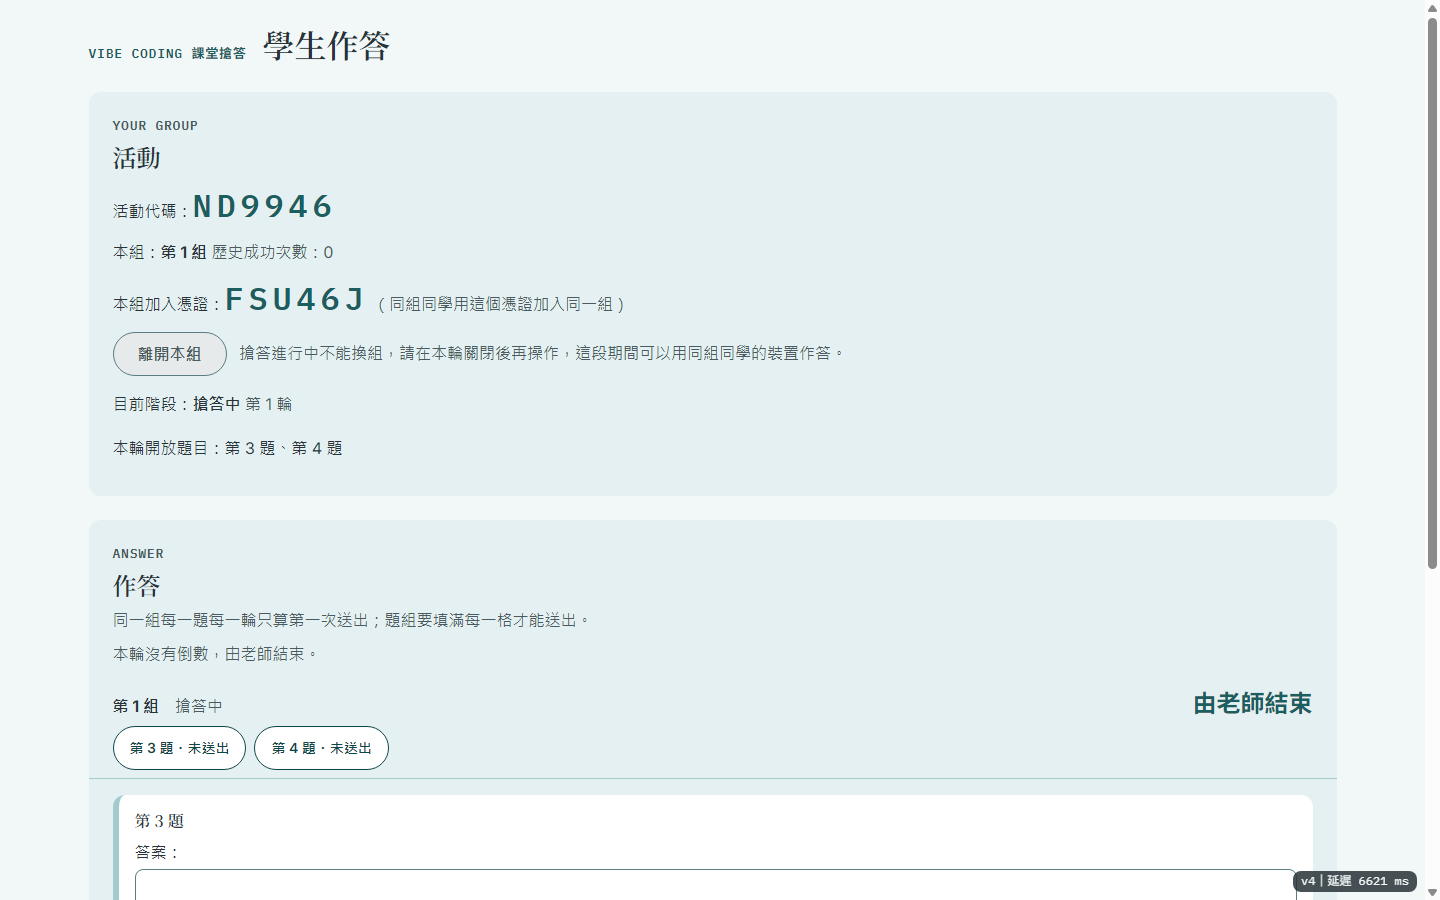 VIBE CODING 課堂搶答 學生作答
YOUR GROUP
活動
活動代碼：ND9946
本組：第 1 組 歷史成功次數：0
本組加入憑證：FSU46J （同組同學用這個憑證加入同一組）
離開本組 搶答進行中不能換組，請在本輪關閉後再操作，這段期間可以用同組同學的裝置作答。
目前階段：搶答中 第 1 輪
本輪開放題目：第 3 題、第 4 題
ANSWER
作答
同一組每一題每一輪只算第一次送出；題組要填滿每一格才能送出。
本輪沒有倒數，由老師結束。
第 1 組 搶答中 由老師結束
第 3 題・未送出 第 4 題・未送出
第 3 題
答案：
v4｜延遲 6621 ms